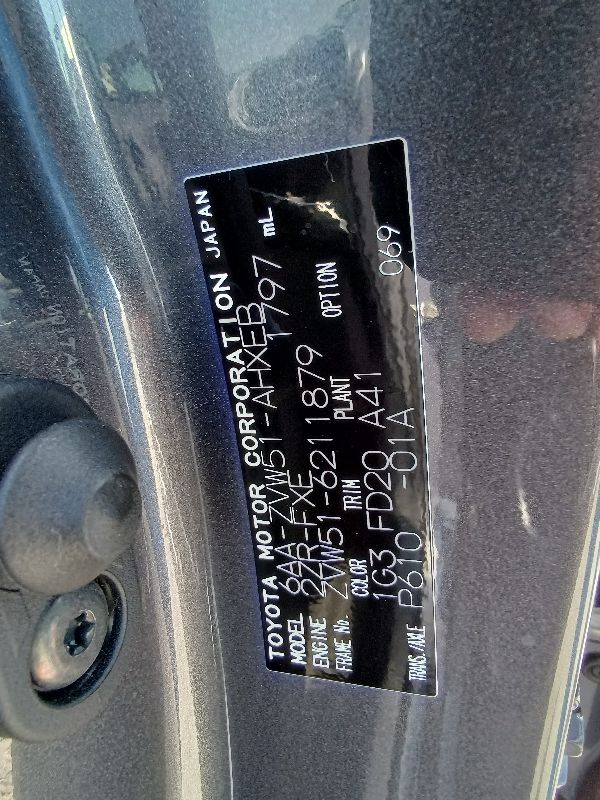 TOYOTA MOTOR CORPORATION JAPAN
MODEL 6AA-ZVW51-AHXEB
ENGINE 2ZR-FXE 1797 mL
FRAME No. ZVW51-6211879
COLOR TRIM PLANT OPTION
1G3 FD20 A41 069
TRANS./AXLE P610 -01A